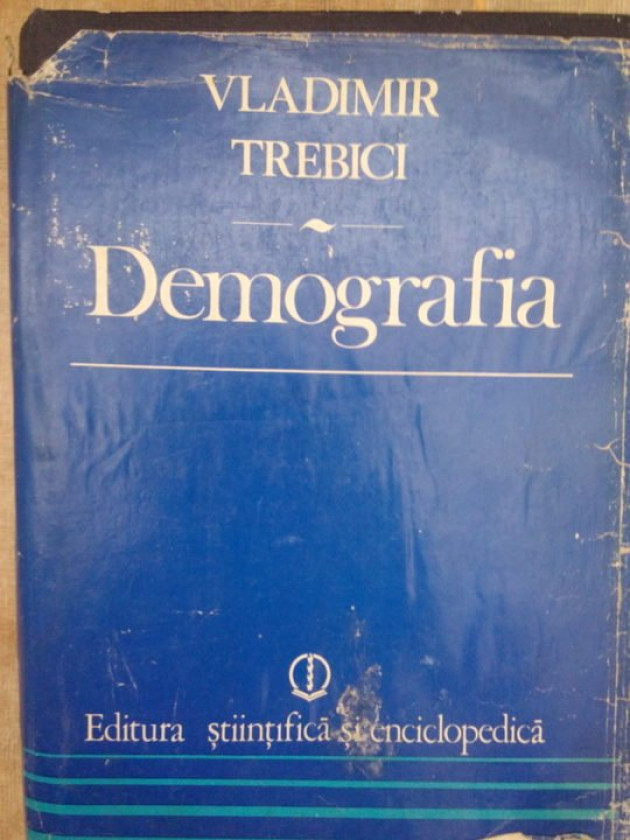 VLADIMIR
TREBICI
Demografia
Editura științifică și enciclopedică